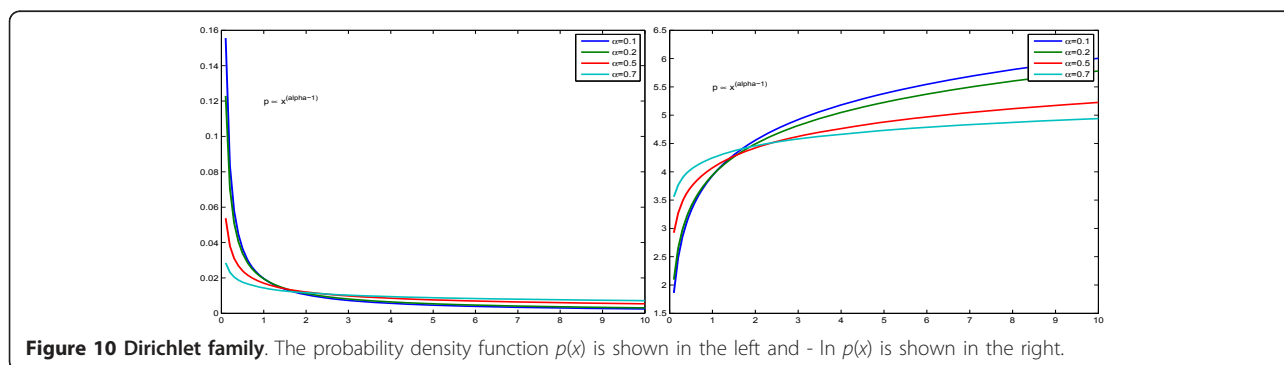 0.16
0.14
0.12
0.1
0.08
0.06
0.04
0.02
0
0 1 2 3 4 5 6 7 8 9 10
p ∝ x^(alpha−1)
α=0.1
α=0.2
α=0.5
α=0.7
6.5
6
5.5
5
4.5
4
3.5
3
2.5
2
1.5
0 1 2 3 4 5 6 7 8 9 10
p ∝ x^(alpha−1)
α=0.1
α=0.2
α=0.5
α=0.7
Figure 10 Dirichlet family. The probability density function p(x) is shown in the left and - ln p(x) is shown in the right.